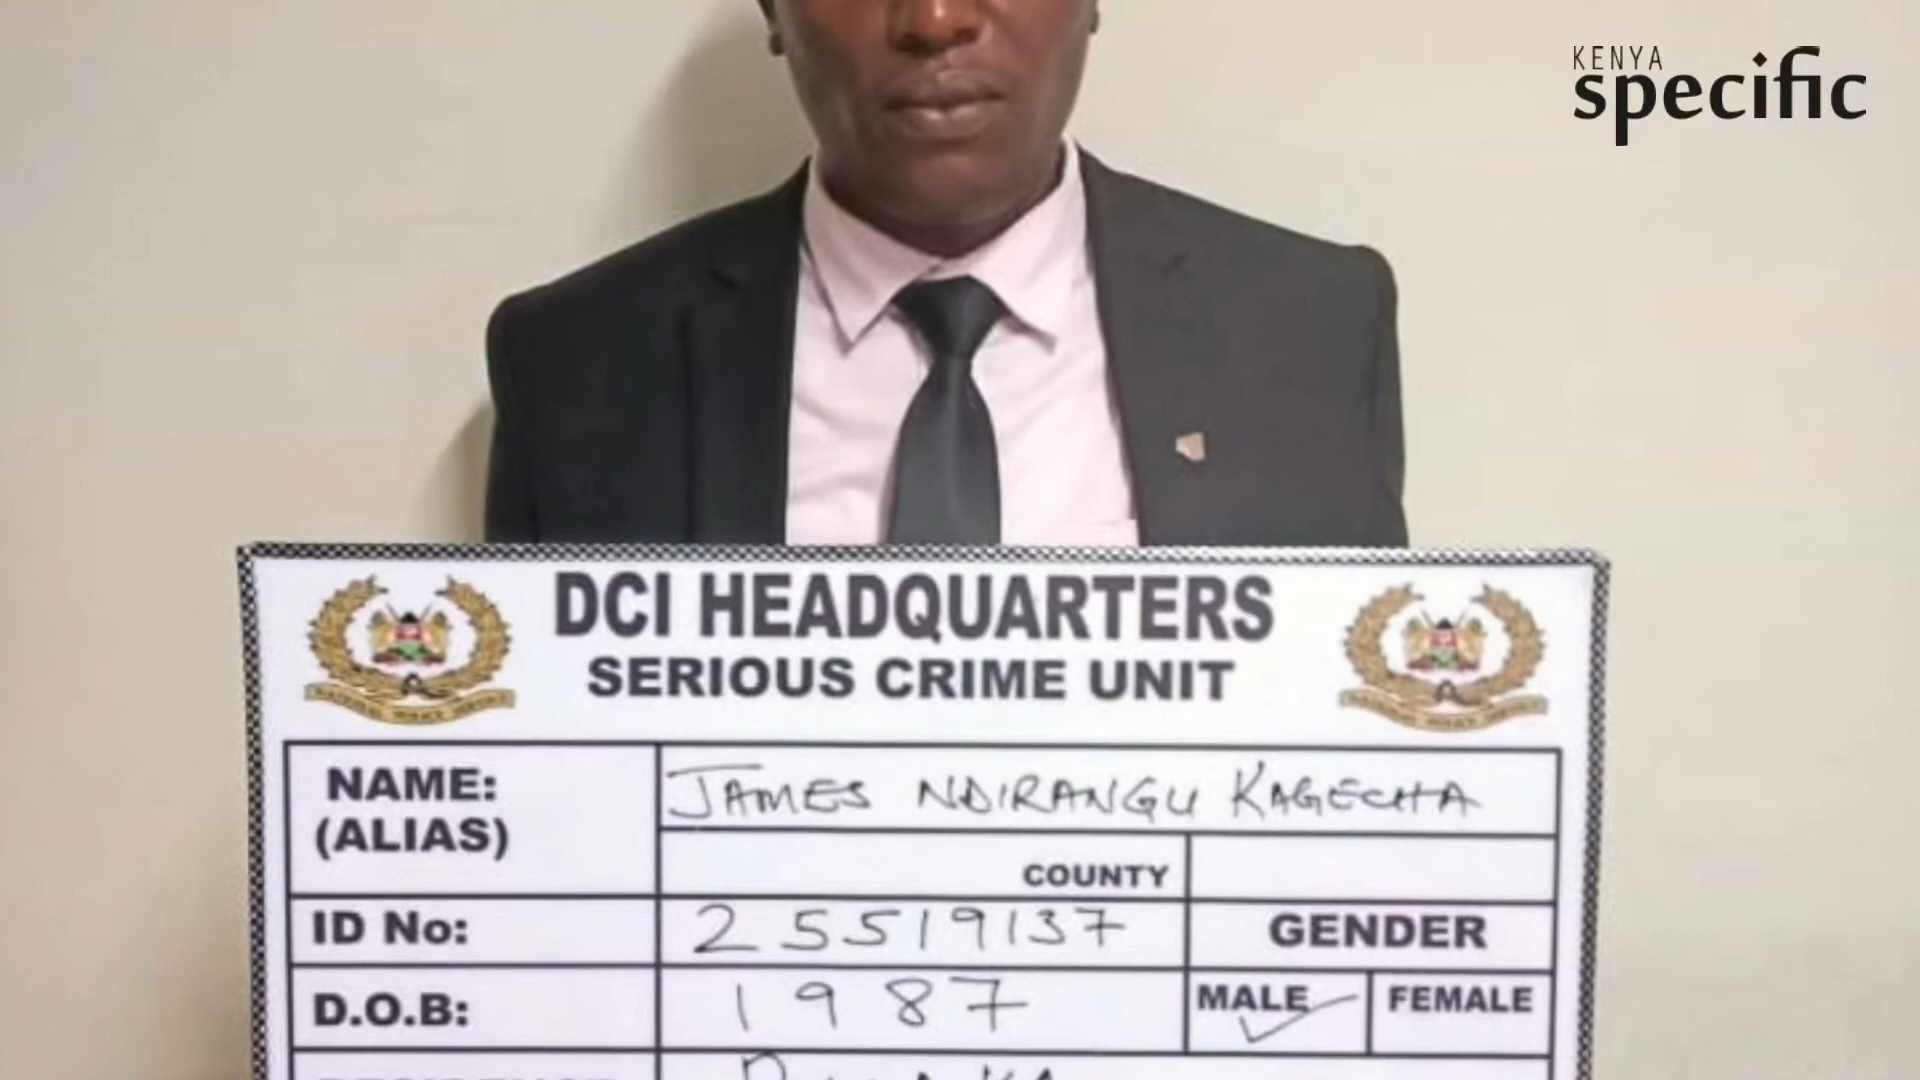 KENYA
specific
DCI HEADQUARTERS
SERIOUS CRIME UNIT
NAME:
(ALIAS)
JAMES NDIRANGU KAGECHA
COUNTY
ID No:
25519137
GENDER
D.O.B:
1987
MALE
FEMALE